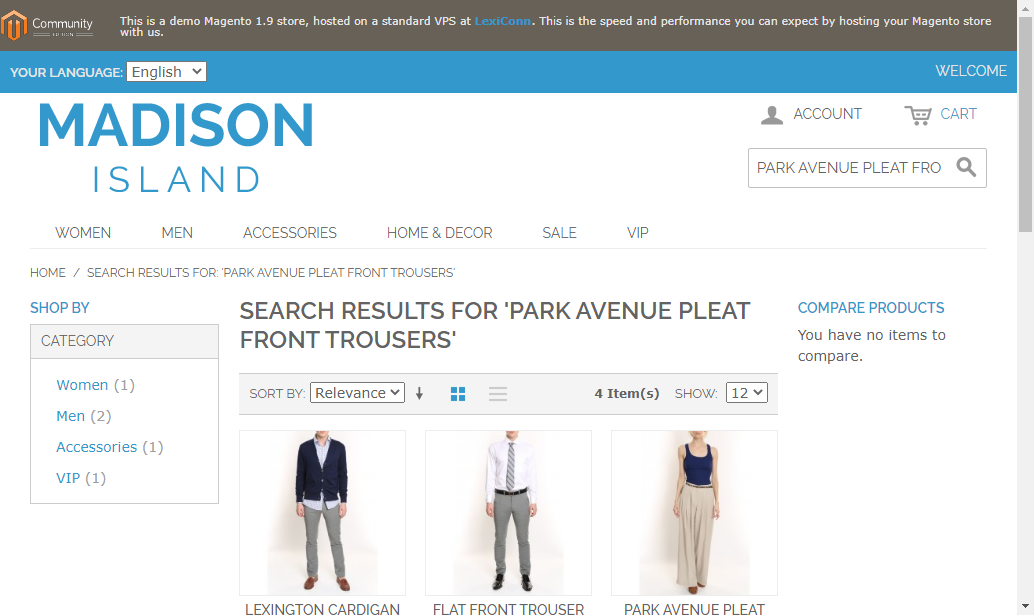 Community
EDITION
This is a demo Magento 1.9 store, hosted on a standard VPS at LexiConn. This is the speed and performance you can expect by hosting your Magento store
with us.
YOUR LANGUAGE: English
WELCOME
MADISON
ISLAND
ACCOUNT
CART
PARK AVENUE PLEAT FRO
WOMEN MEN ACCESSORIES HOME & DECOR SALE VIP
HOME / SEARCH RESULTS FOR: 'PARK AVENUE PLEAT FRONT TROUSERS'
SHOP BY
CATEGORY
Women (1)
Men (2)
Accessories (1)
VIP (1)
SEARCH RESULTS FOR 'PARK AVENUE PLEAT
FRONT TROUSERS'
SORT BY: Relevance
4 Item(s) SHOW: 12
LEXINGTON CARDIGAN
FLAT FRONT TROUSER
PARK AVENUE PLEAT
COMPARE PRODUCTS
You have no items to
compare.